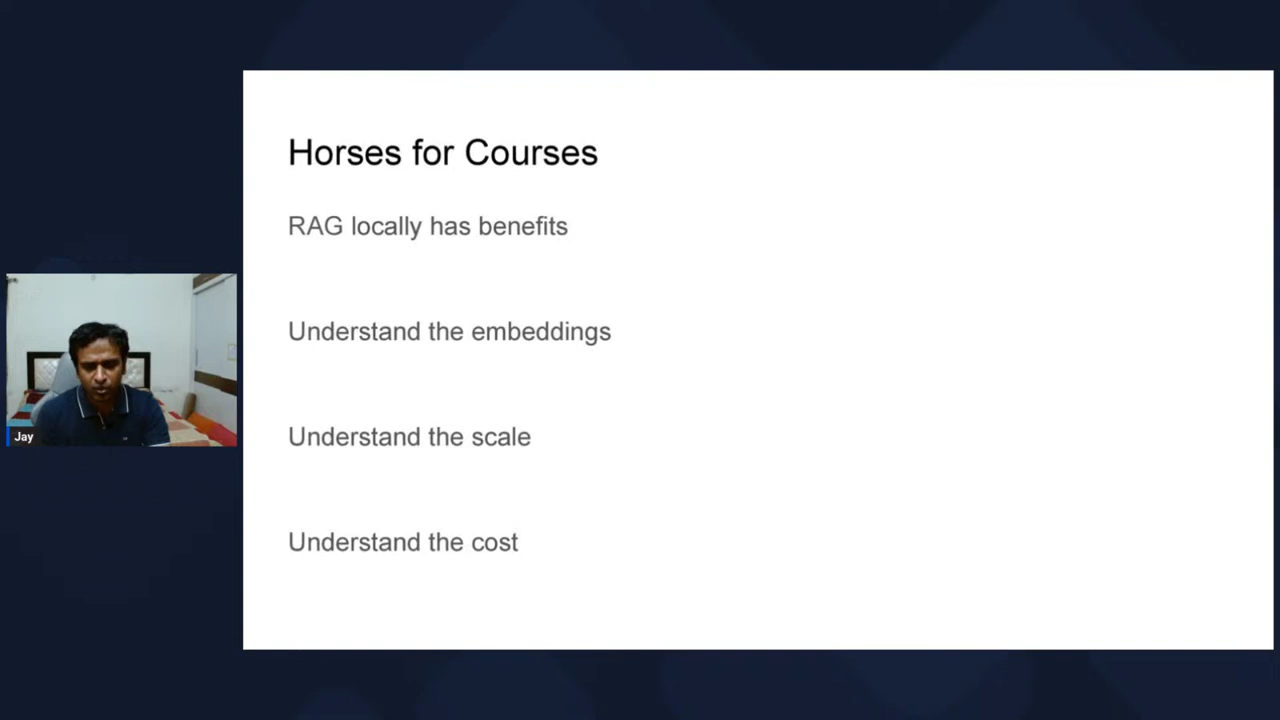 Horses for Courses
RAG locally has benefits
Understand the embeddings
Understand the scale
Understand the cost
Jay